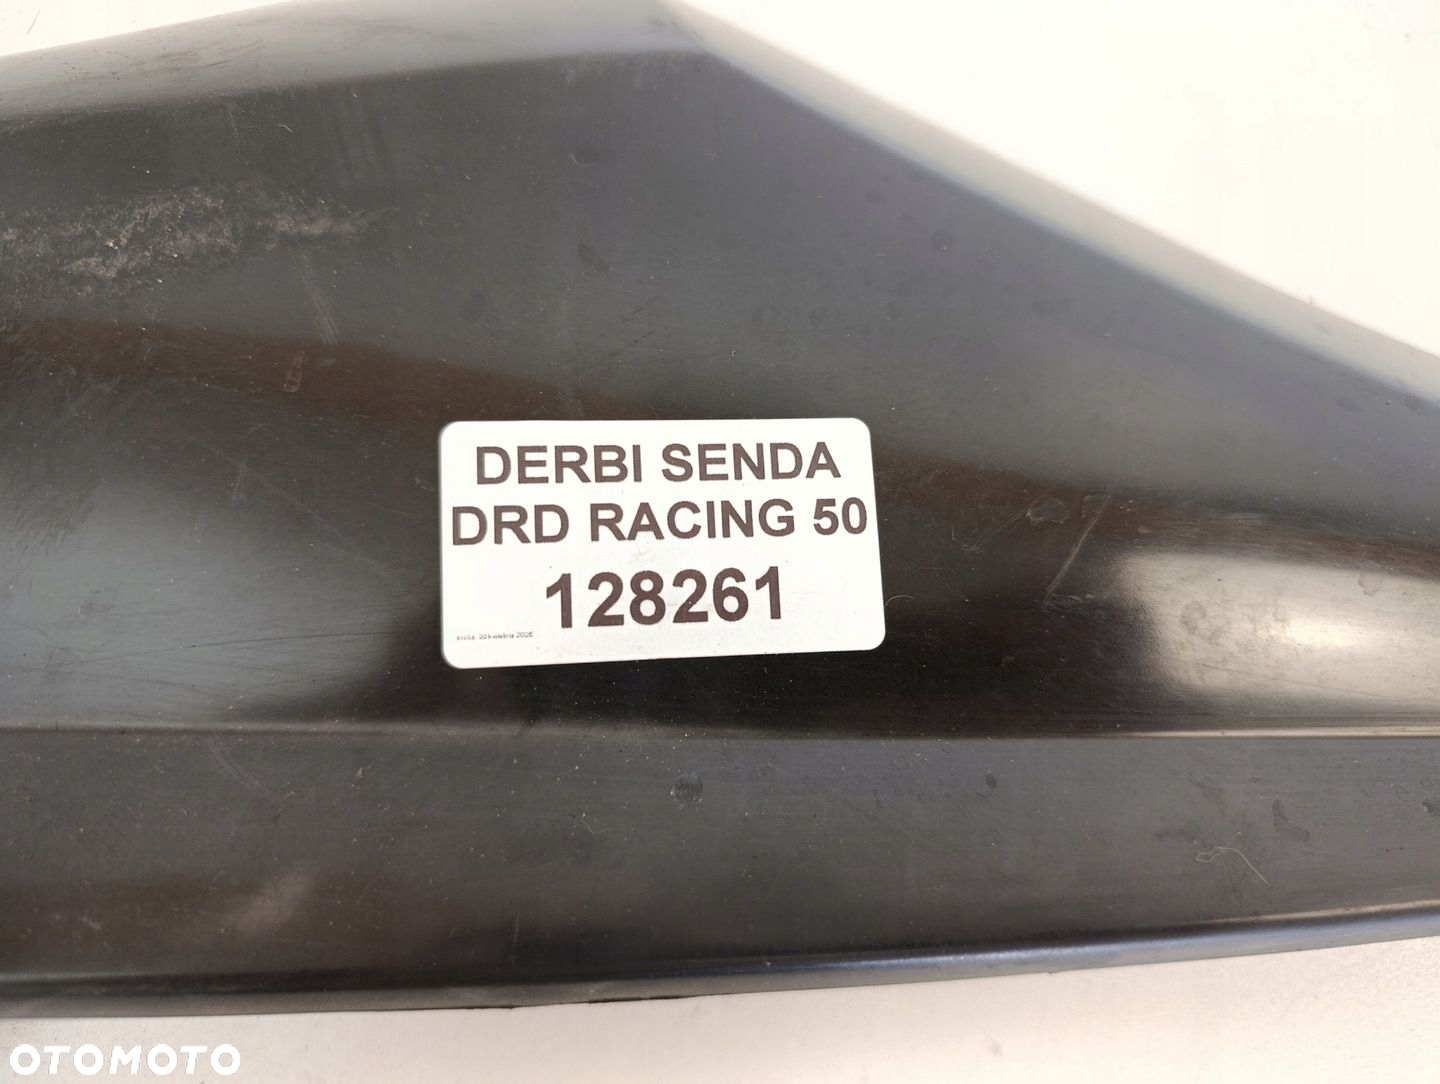 DERBI SENDA
DRD RACING 50
128261
OTOMOTO